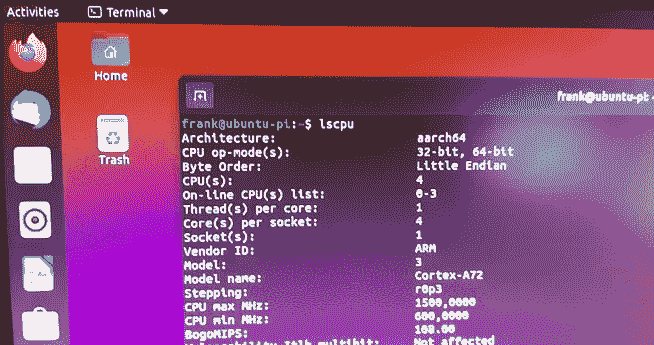 Activities Terminal
Home
Trash
frank@ubuntu-pi:
frank@ubuntu-pi:~$ lscpu
Architecture: aarch64
CPU op-mode(s): 32-bit, 64-bit
Byte Order: Little Endian
CPU(s): 4
On-line CPU(s) list: 0-3
Thread(s) per core: 1
Core(s) per socket: 4
Socket(s): 1
Vendor ID: ARM
Model: 3
Model name: Cortex-A72
Stepping: r0p3
CPU max MHz: 1500,0000
CPU min MHz: 600,0000
BogoMIPS: 108.00
Itlb multihit: Not affected